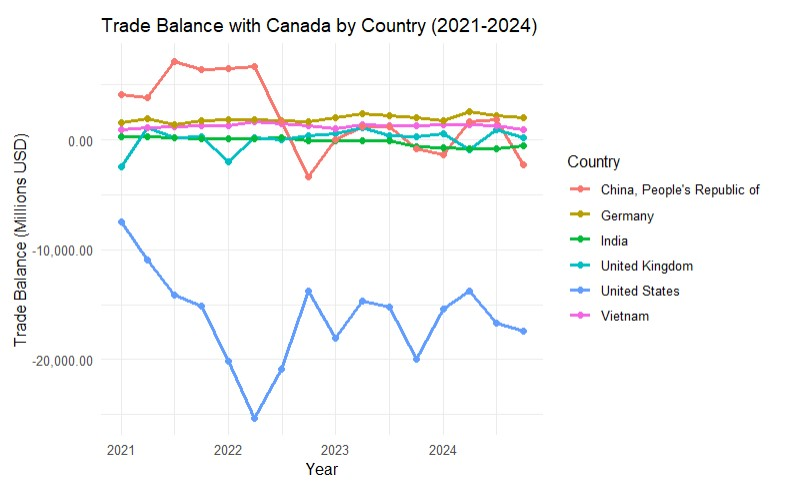 Trade Balance with Canada by Country (2021-2024)
Trade Balance (Millions USD)
0.00
-10,000.00
-20,000.00
2021 2022 2023 2024
Year
Country
China, People's Republic of
Germany
India
United Kingdom
United States
Vietnam